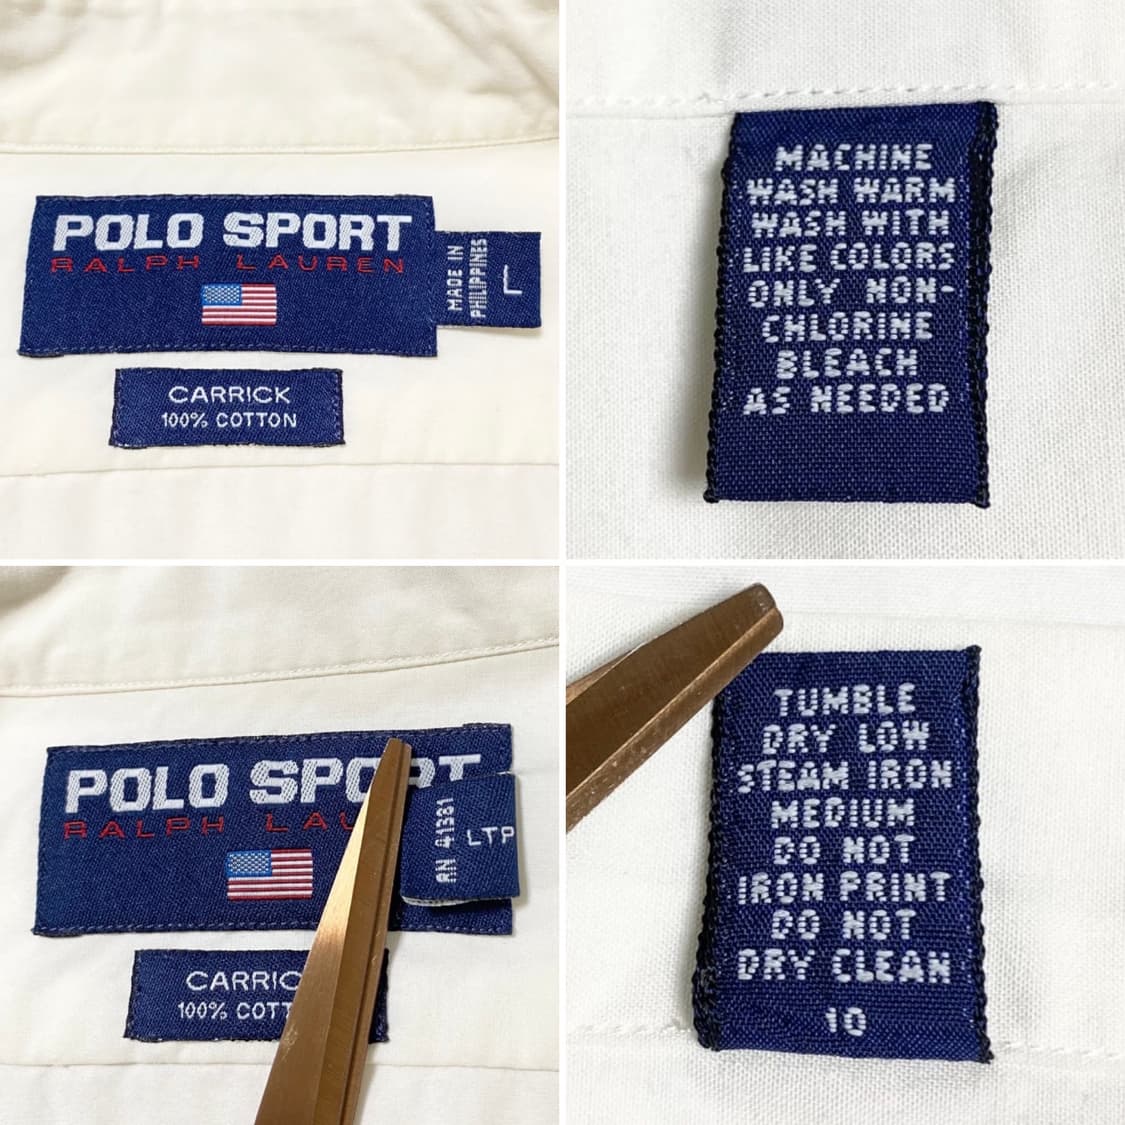 POLO SPORT
RALPH LAUREN
MADE IN
PHILIPPINES
L
CARRICK
100% COTTON
MACHINE
WASH WARM
WASH WITH
LIKE COLORS
ONLY NON-
CHLORINE
BLEACH
AS NEEDED
POLO SPORT
RALPH LAU
RN 41381
LTP
CARRIC
100% COTT
TUMBLE
DRY LOW
STEAM IRON
MEDIUM
DO NOT
IRON PRINT
DO NOT
DRY CLEAN
10